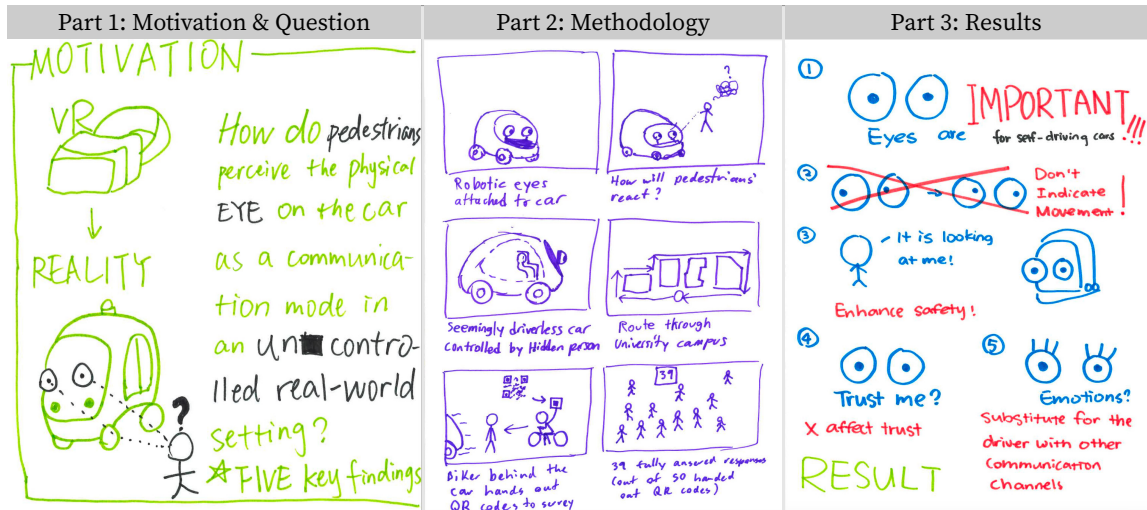 Part 1: Motivation & Question
MOTIVATION
VR
REALITY
How do pedestrians
perceive the physical
EYE on the car
as a communica-
tion mode in
an un contro-
lled real-world
setting?
FIVE key findings
?
Part 2: Methodology
Robotic eyes
attached to car
?
How will pedestrians'
react?
Seemingly driverless car
controlled by Hidden person
Route through
University campus
Biker behind the
car hands out
QR codes to survey
39
39 fully answered responses
(out of 50 handed
out QR codes)
Part 3: Results
1
Eyes are
IMPORTANT
for self-driving cars!!!
2
Don't
Indicate
Movement!
3
It is looking
at me!
Enhance safety!
4
Trust me?
X affect trust
RESULT
5
Emotions?
Substitute for the
driver with other
Communication
Channels